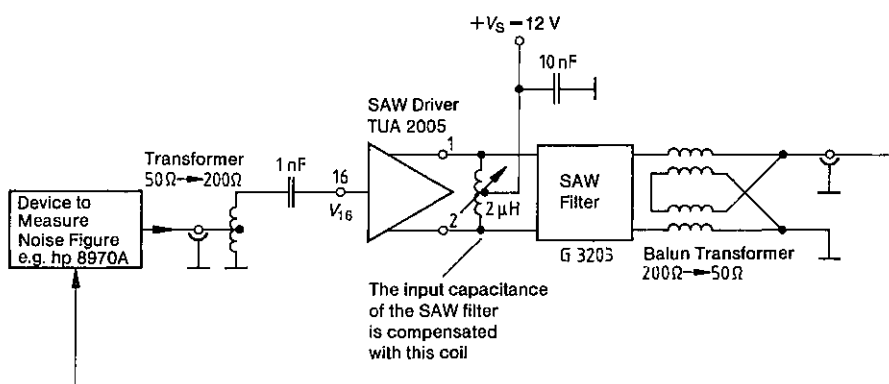 +VS – 12 V
10 nF
SAW Driver
TUA 2005
1
Transformer
50Ω→200Ω
1 nF
16
V16
2
2 µH
SAW
Filter
G 3203
Device to
Measure
Noise Figure
e.g. hp 8970A
Balun Transformer
200Ω→50Ω
The input capacitance
of the SAW filter
is compensated
with this coil